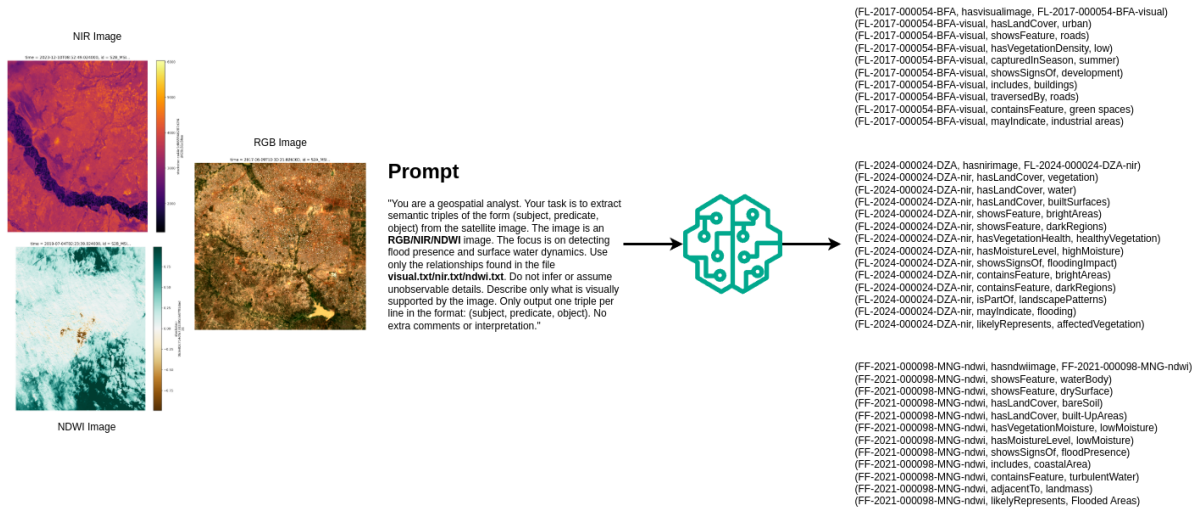 NIR Image
RGB Image
NDWI Image
Prompt
"You are a geospatial analyst. Your task is to extract
semantic triples of the form (subject, predicate,
object) from the satellite image. The image is an
RGB/NIR/NDWI image. The focus is on detecting
flood presence and surface water dynamics. Use
only the relationships found in the file
visual.txt/nir.txt/ndwi.txt. Do not infer or assume
unobservable details. Describe only what is visually
supported by the image. Only output one triple per
line in the format: (subject, predicate, object). No
extra comments or interpretation."
(FL-2017-000054-BFA, hasvisualimage, FL-2017-000054-BFA-visual)
(FL-2017-000054-BFA-visual, hasLandCover, urban)
(FL-2017-000054-BFA-visual, showsFeature, roads)
(FL-2017-000054-BFA-visual, hasVegetationDensity, low)
(FL-2017-000054-BFA-visual, capturedInSeason, summer)
(FL-2017-000054-BFA-visual, showsSignsOf, development)
(FL-2017-000054-BFA-visual, includes, buildings)
(FL-2017-000054-BFA-visual, traversedBy, roads)
(FL-2017-000054-BFA-visual, containsFeature, green spaces)
(FL-2017-000054-BFA-visual, mayIndicate, industrial areas)
(FL-2024-000024-DZA, hasnirimage, FL-2024-000024-DZA-nir)
(FL-2024-000024-DZA-nir, hasLandCover, vegetation)
(FL-2024-000024-DZA-nir, hasLandCover, water)
(FL-2024-000024-DZA-nir, hasLandCover, builtSurfaces)
(FL-2024-000024-DZA-nir, showsFeature, brightAreas)
(FL-2024-000024-DZA-nir, showsFeature, darkRegions)
(FL-2024-000024-DZA-nir, hasVegetationHealth, healthyVegetation)
(FL-2024-000024-DZA-nir, hasMoistureLevel, highMoisture)
(FL-2024-000024-DZA-nir, showsSignsOf, floodingImpact)
(FL-2024-000024-DZA-nir, containsFeature, brightAreas)
(FL-2024-000024-DZA-nir, containsFeature, darkRegions)
(FL-2024-000024-DZA-nir, isPartOf, landscapePatterns)
(FL-2024-000024-DZA-nir, mayIndicate, flooding)
(FL-2024-000024-DZA-nir, likelyRepresents, affectedVegetation)
(FF-2021-000098-MNG-ndwi, hasndwiimage, FF-2021-000098-MNG-ndwi)
(FF-2021-000098-MNG-ndwi, showsFeature, waterBody)
(FF-2021-000098-MNG-ndwi, showsFeature, drySurface)
(FF-2021-000098-MNG-ndwi, hasLandCover, bareSoil)
(FF-2021-000098-MNG-ndwi, hasLandCover, built-UpAreas)
(FF-2021-000098-MNG-ndwi, hasVegetationMoisture, lowMoisture)
(FF-2021-000098-MNG-ndwi, hasMoistureLevel, lowMoisture)
(FF-2021-000098-MNG-ndwi, showsSignsOf, floodPresence)
(FF-2021-000098-MNG-ndwi, includes, coastalArea)
(FF-2021-000098-MNG-ndwi, containsFeature, turbulentWater)
(FF-2021-000098-MNG-ndwi, adjacentTo, landmass)
(FF-2021-000098-MNG-ndwi, likelyRepresents, Flooded Areas)